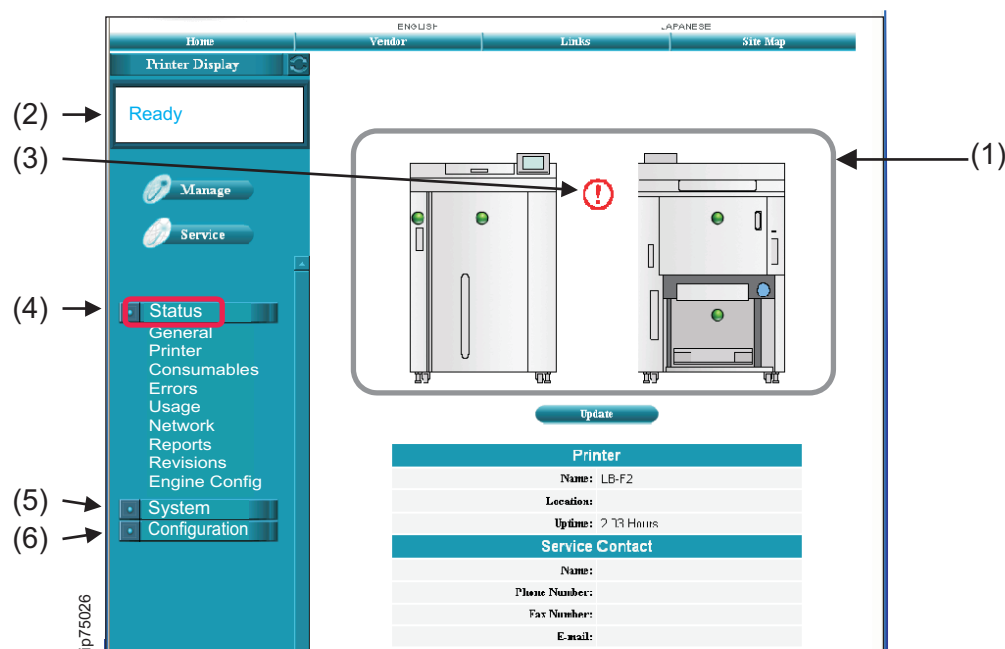 ENGLISH JAPANESE
Home Vendor Links Site Map
Printer Display
(2)
Ready
(3)
(1)
Manage
Service
(4)
Status
General
Printer
Consumables
Errors
Usage
Network
Reports
Revisions
Engine Config
(5)
System
(6)
Configuration
Update
Printer
Name: LB-F2
Location:
Uptime: Hours
Service Contact
Name:
Phone Number:
Fax Number:
E-mail:
ip75026